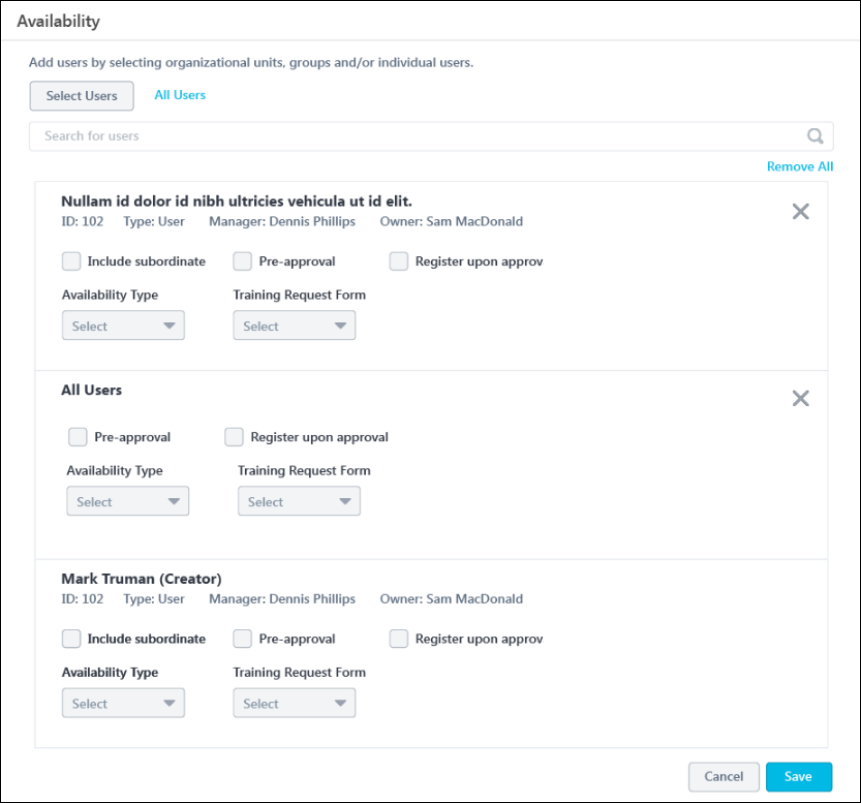 Availability
Add users by selecting organizational units, groups and/or individual users.
Select Users All Users
Search for users
Remove All
Nullam id dolor id nibh ultricies vehicula ut id elit.
ID: 102 Type: User Manager: Dennis Phillips Owner: Sam MacDonald
Include subordinate Pre-approval Register upon approv
Availability Type Training Request Form
Select Select
All Users
Pre-approval Register upon approval
Availability Type Training Request Form
Select Select
Mark Truman (Creator)
ID: 102 Type: User Manager: Dennis Phillips Owner: Sam MacDonald
Include subordinate Pre-approval Register upon approv
Availability Type Training Request Form
Select Select
Cancel Save